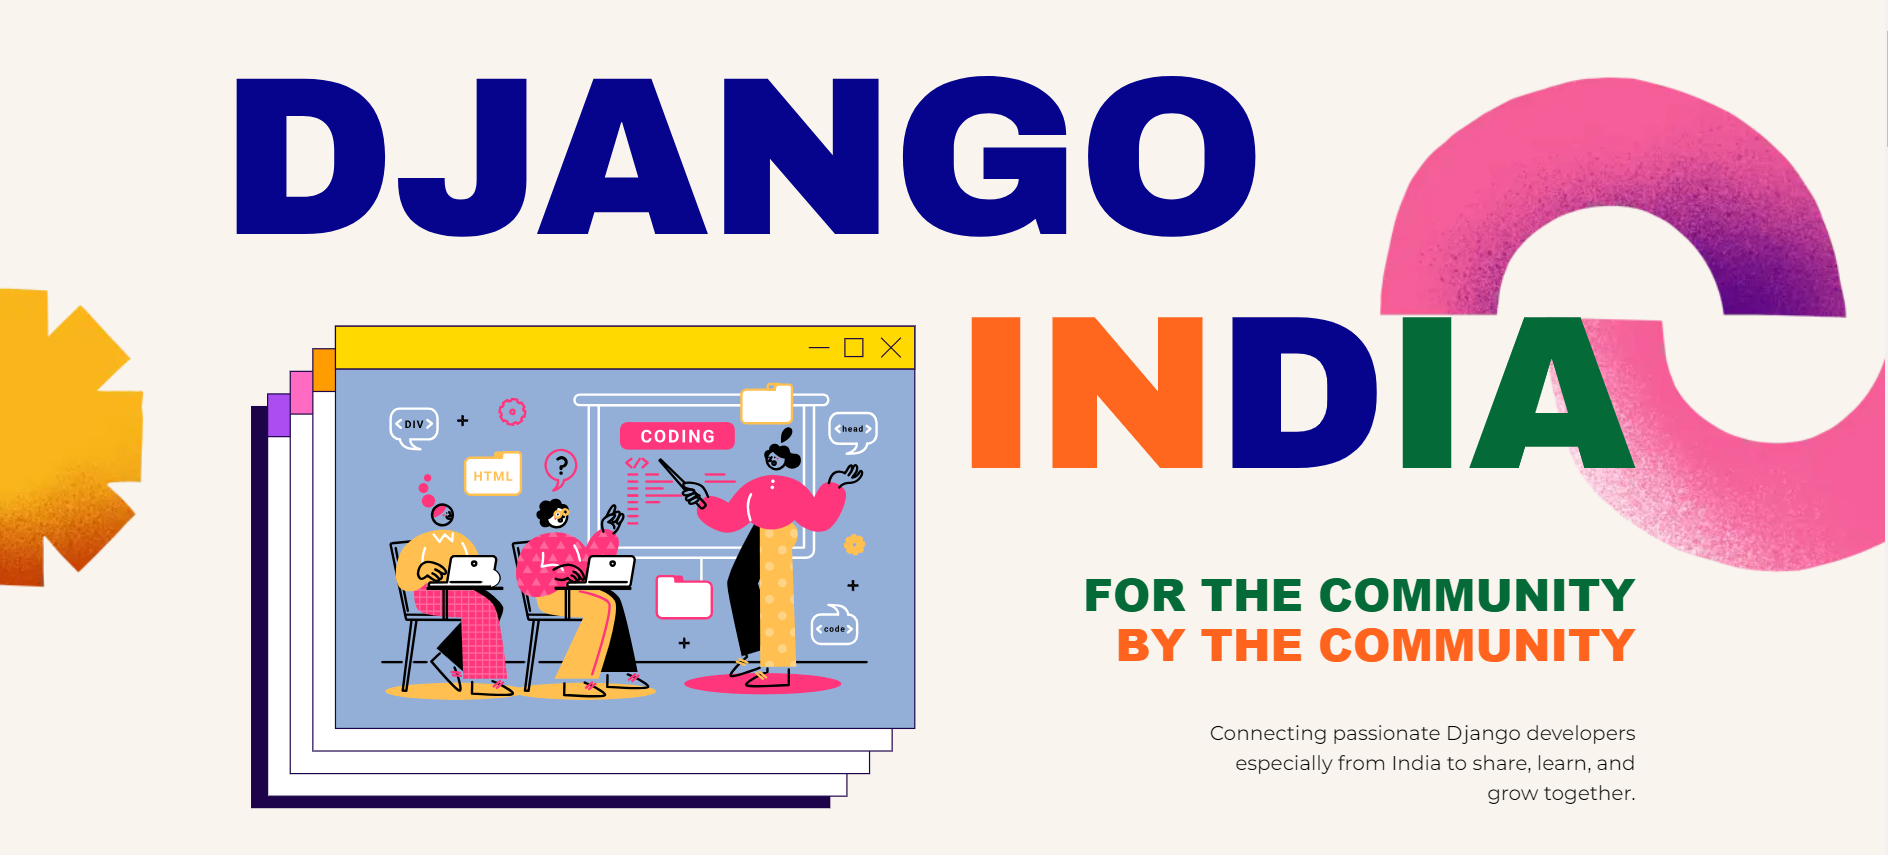 DJANGO
INDIA
<DIV>
HTML
?
CODING
</>
<head>
<code>
FOR THE COMMUNITY
BY THE COMMUNITY
Connecting passionate Django developers
especially from India to share, learn, and
grow together.